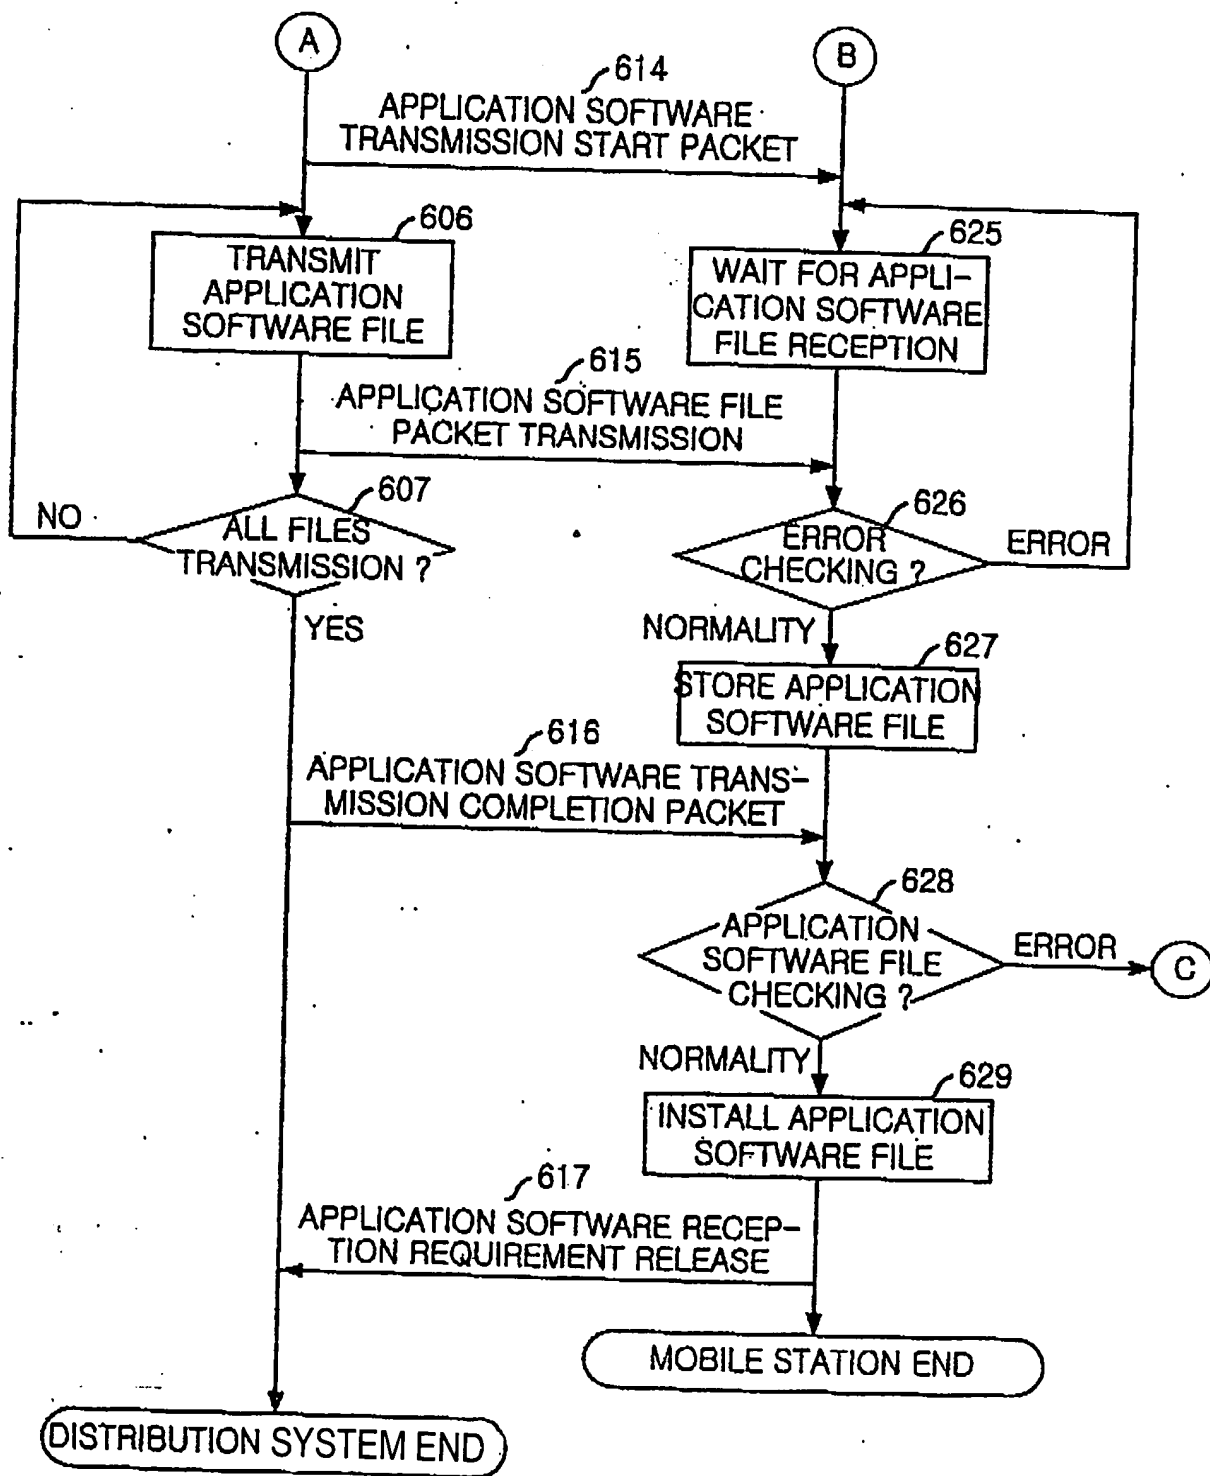 A
B
614
APPLICATION SOFTWARE
TRANSMISSION START PACKET
606
TRANSMIT
APPLICATION
SOFTWARE FILE
625
WAIT FOR APPLI-
CATION SOFTWARE
FILE RECEPTION
615
APPLICATION SOFTWARE FILE
PACKET TRANSMISSION
607
NO
ALL FILES
TRANSMISSION ?
YES
626
ERROR
CHECKING ?
ERROR
NORMALITY
627
STORE APPLICATION
SOFTWARE FILE
616
APPLICATION SOFTWARE TRANS-
MISSION COMPLETION PACKET
628
APPLICATION
SOFTWARE FILE
CHECKING ?
ERROR
C
NORMALITY
629
INSTALL APPLICATION
SOFTWARE FILE
617
APPLICATION SOFTWARE RECEP-
TION REQUIREMENT RELEASE
MOBILE STATION END
DISTRIBUTION SYSTEM END